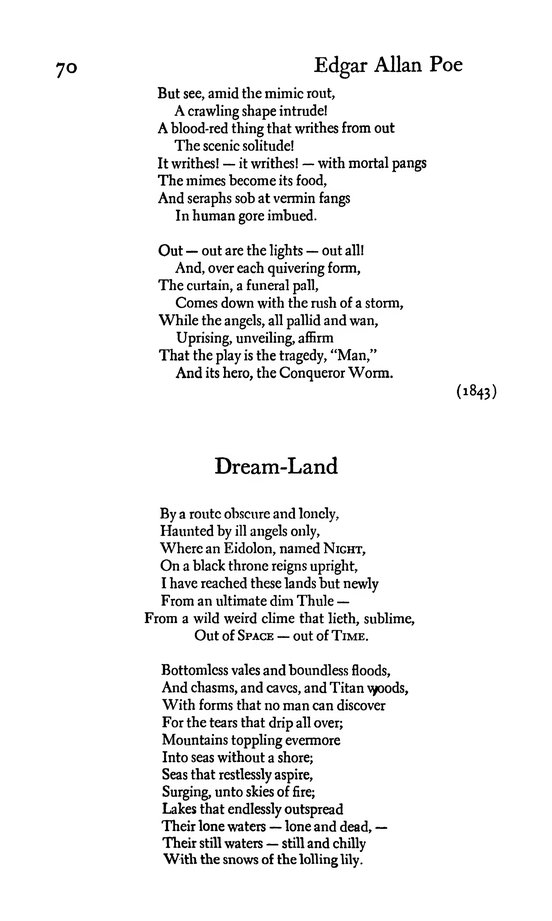 70
Edgar Allan Poe
But see, amid the mimic rout,
A crawling shape intrude!
A blood-red thing that writhes from out
The scenic solitude!
It writhes! — it writhes! — with mortal pangs
The mimes become its food,
And seraphs sob at vermin fangs
In human gore imbued.
Out — out are the lights — out all!
And, over each quivering form,
The curtain, a funeral pall,
Comes down with the rush of a storm,
While the angels, all pallid and wan,
Uprising, unveiling, affirm
That the play is the tragedy, “Man,”
And its hero, the Conqueror Worm.
(1843)
Dream-Land
By a route obscure and lonely,
Haunted by ill angels only,
Where an Eidolon, named NIGHT,
On a black throne reigns upright,
I have reached these lands but newly
From an ultimate dim Thule —
From a wild weird clime that lieth, sublime,
Out of SPACE — out of TIME.
Bottomless vales and boundless floods,
And chasms, and caves, and Titan woods,
With forms that no man can discover
For the tears that drip all over;
Mountains toppling evermore
Into seas without a shore;
Seas that restlessly aspire,
Surging, unto skies of fire;
Lakes that endlessly outspread
Their lone waters — lone and dead, —
Their still waters — still and chilly
With the snows of the lolling lily.